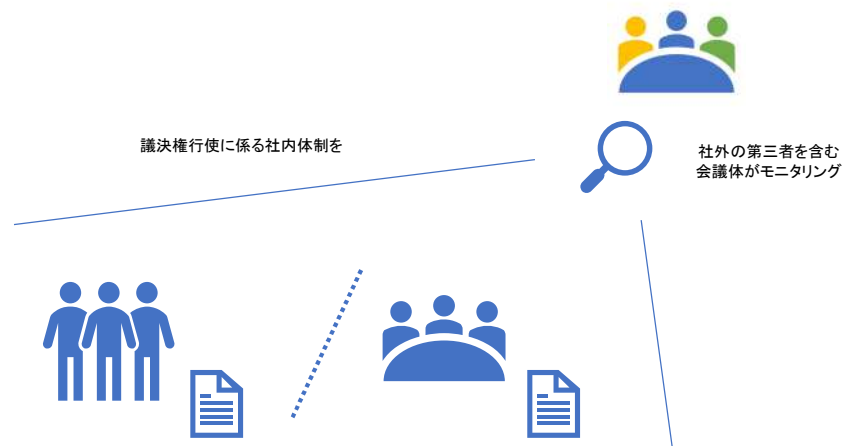 議決権行使に係る社内体制を
社外の第三者を含む
会議体がモニタリング